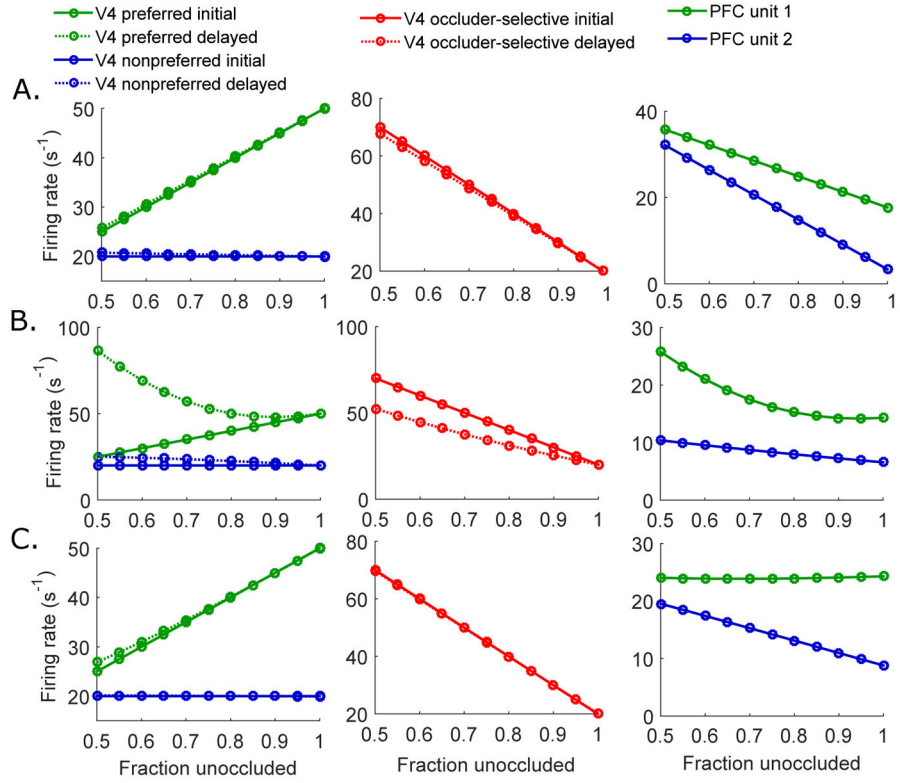 V4 preferred initial
V4 preferred delayed
V4 nonpreferred initial
V4 nonpreferred delayed
V4 occluder-selective initial
V4 occluder-selective delayed
PFC unit 1
PFC unit 2
A.
Firing rate (s⁻¹)
50
40
30
20
0.5 0.6 0.7 0.8 0.9 1
80
60
40
20
0.5 0.6 0.7 0.8 0.9 1
40
20
0
0.5 0.6 0.7 0.8 0.9 1
B.
Firing rate (s⁻¹)
100
50
0
0.5 0.6 0.7 0.8 0.9 1
80
60
40
20
0
0.5 0.6 0.7 0.8 0.9 1
30
20
10
0
0.5 0.6 0.7 0.8 0.9 1
C.
Firing rate (s⁻¹)
50
40
30
20
0.5 0.6 0.7 0.8 0.9 1
Fraction unoccluded
80
60
40
20
0.5 0.6 0.7 0.8 0.9 1
Fraction unoccluded
30
20
10
0
0.5 0.6 0.7 0.8 0.9 1
Fraction unoccluded